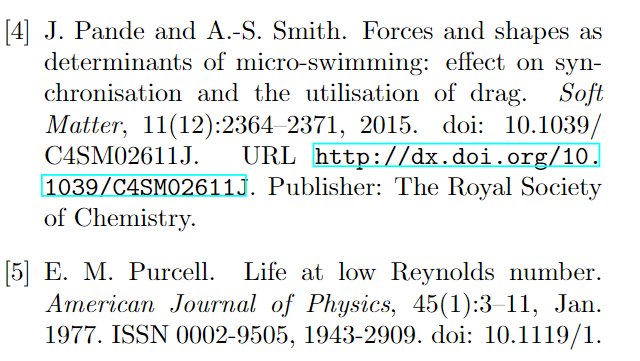 [4] J. Pande and A.-S. Smith. Forces and shapes as
determinants of micro-swimming: effect on syn-
chronisation and the utilisation of drag. Soft
Matter, 11(12):2364–2371, 2015. doi: 10.1039/
C4SM02611J. URL http://dx.doi.org/10.
1039/C4SM02611J. Publisher: The Royal Society
of Chemistry.
[5] E. M. Purcell. Life at low Reynolds number.
American Journal of Physics, 45(1):3–11, Jan.
1977. ISSN 0002-9505, 1943-2909. doi: 10.1119/1.